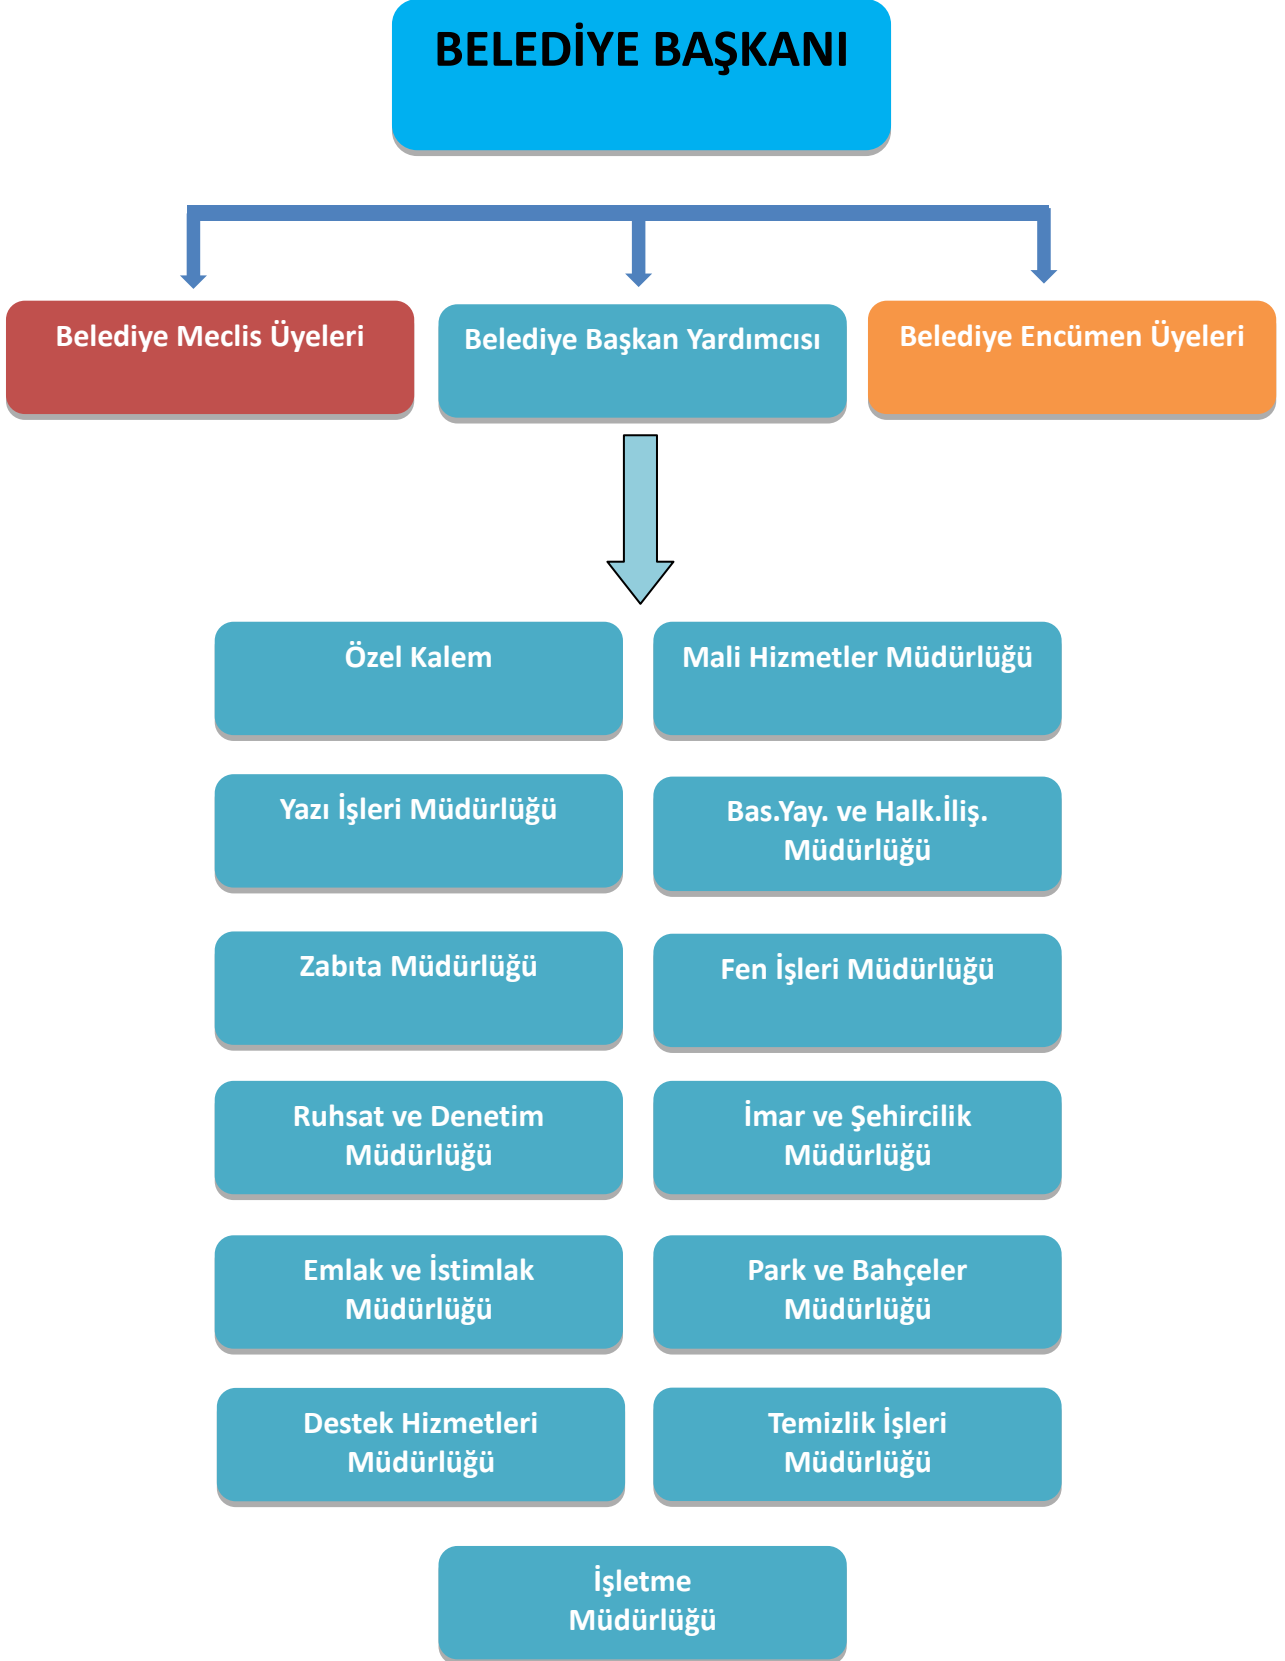 BELEDİYE BAŞKANI
Belediye Meclis Üyeleri
Belediye Başkan Yardımcısı
Belediye Encümen Üyeleri
Özel Kalem
Mali Hizmetler Müdürlüğü
Yazı İşleri Müdürlüğü
Bas.Yay. ve Halk.İliş.
Müdürlüğü
Zabıta Müdürlüğü
Fen İşleri Müdürlüğü
Ruhsat ve Denetim
Müdürlüğü
İmar ve Şehircilik
Müdürlüğü
Emlak ve İstimlak
Müdürlüğü
Park ve Bahçeler
Müdürlüğü
Destek Hizmetleri
Müdürlüğü
Temizlik İşleri
Müdürlüğü
İşletme
Müdürlüğü